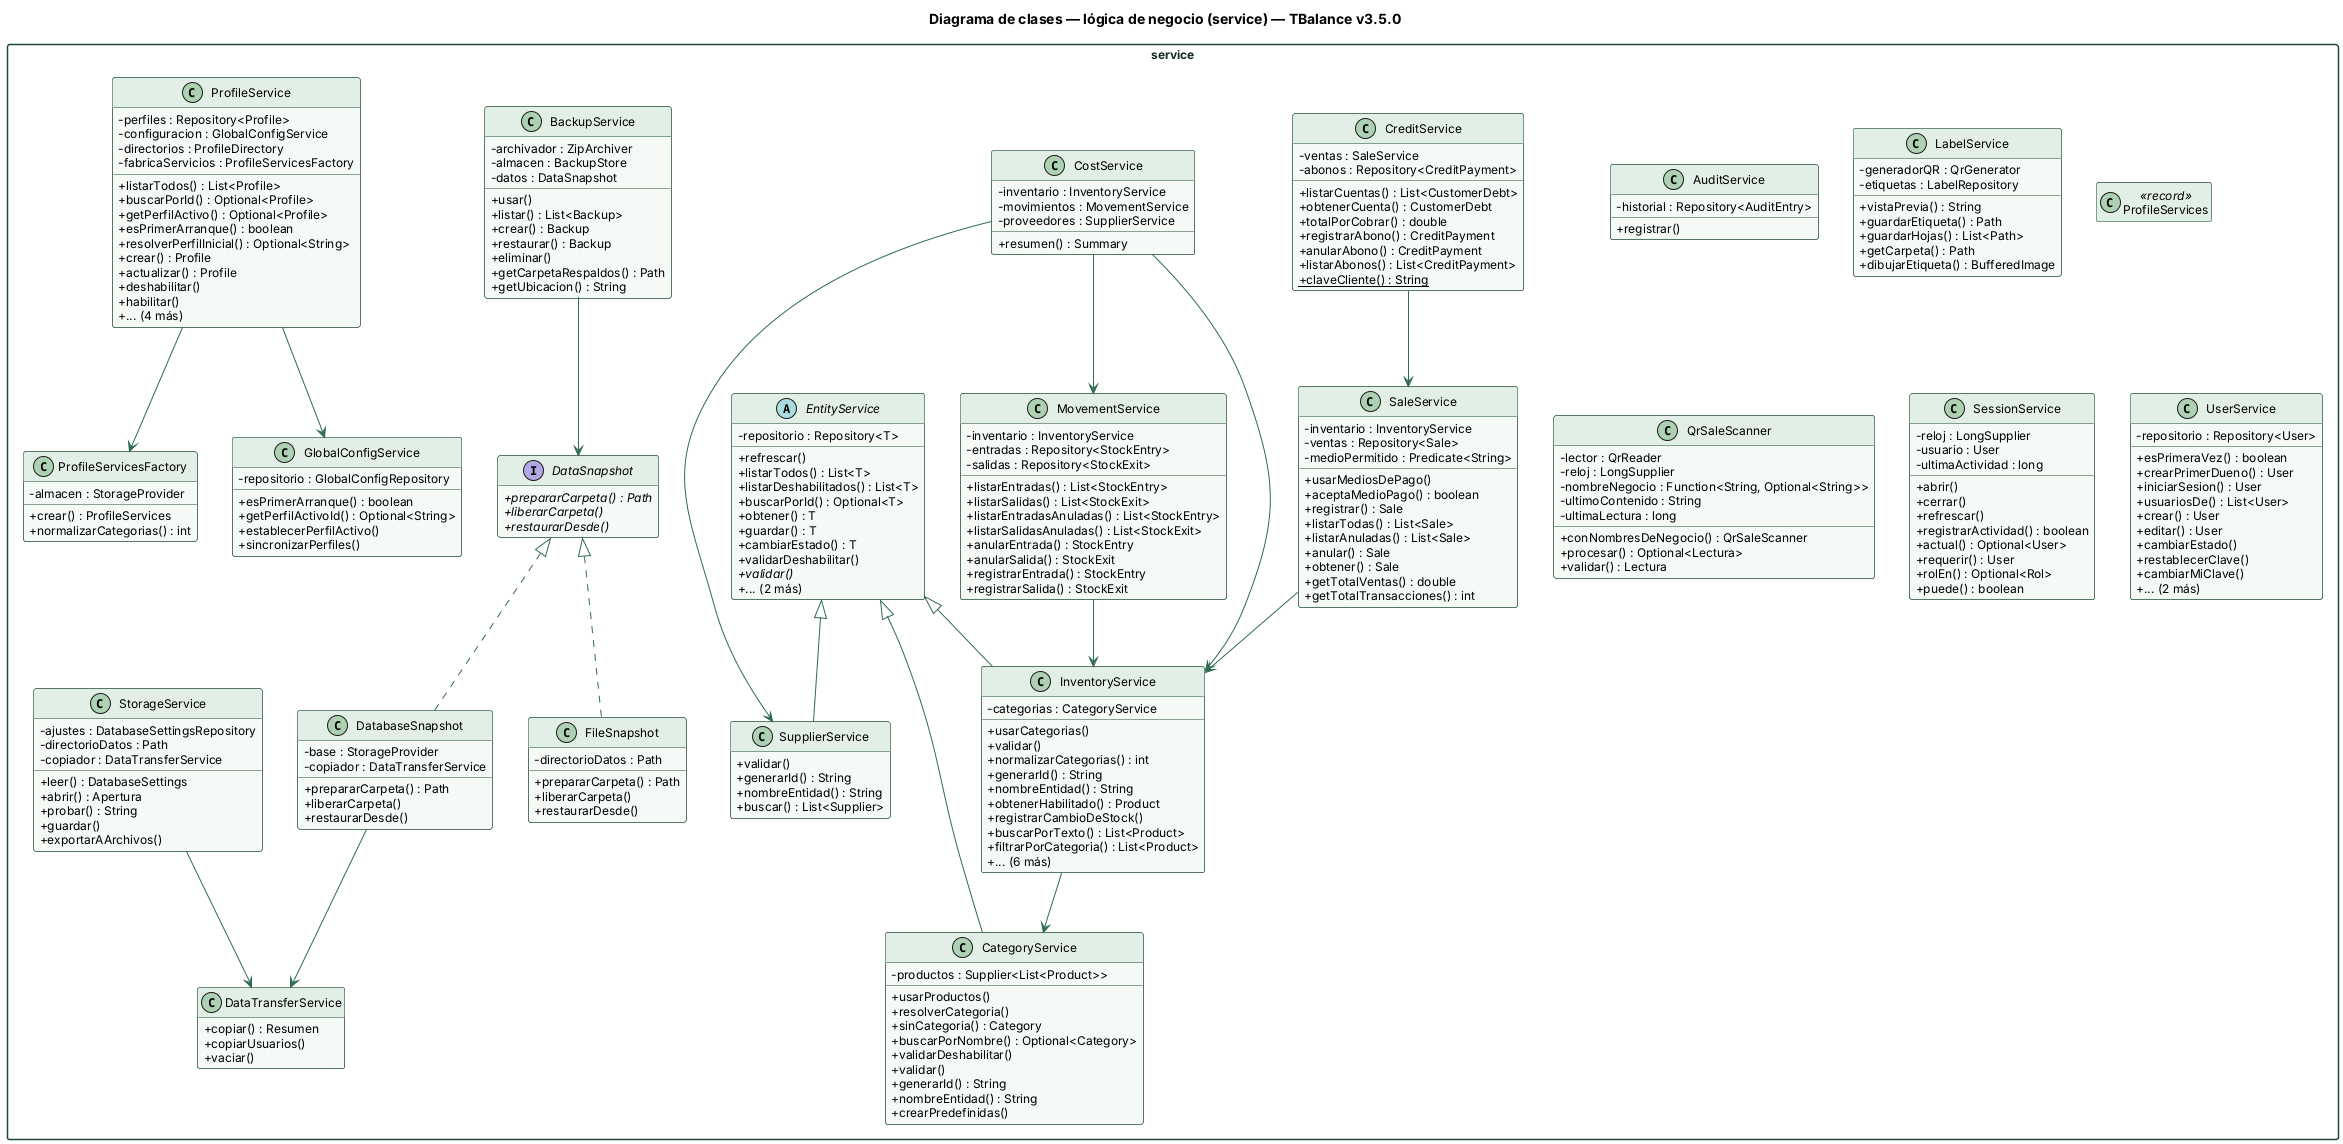 Diagrama de clases — lógica de negocio (service) — TBalance v3.5.0
service
C ProfileService
-perfiles : Repository<Profile>
-configuracion : GlobalConfigService
-directorios : ProfileDirectory
-fabricaServicios : ProfileServicesFactory
+listarTodos() : List<Profile>
+buscarPorId() : Optional<Profile>
+getPerfilActivo() : Optional<Profile>
+esPrimerArranque() : boolean
+resolverPerfilInicial() : Optional<String>
+crear() : Profile
+actualizar() : Profile
+deshabilitar()
+habilitar()
+... (4 más)
C BackupService
-archivador : ZipArchiver
-almacen : BackupStore
-datos : DataSnapshot
+usar()
+listar() : List<Backup>
+crear() : Backup
+restaurar() : Backup
+eliminar()
+getCarpetaRespaldos() : Path
+getUbicacion() : String
C CostService
-inventario : InventoryService
-movimientos : MovementService
-proveedores : SupplierService
+resumen() : Summary
C CreditService
-ventas : SaleService
-abonos : Repository<CreditPayment>
+listarCuentas() : List<CustomerDebt>
+obtenerCuenta() : CustomerDebt
+totalPorCobrar() : double
+registrarAbono() : CreditPayment
+anularAbono() : CreditPayment
+listarAbonos() : List<CreditPayment>
+claveCliente() : String
C AuditService
-historial : Repository<AuditEntry>
+registrar()
C LabelService
-generadorQR : QrGenerator
-etiquetas : LabelRepository
+vistaPrevia() : String
+guardarEtiqueta() : Path
+guardarHojas() : List<Path>
+getCarpeta() : Path
+dibujarEtiqueta() : BufferedImage
C «record»
ProfileServices
C ProfileServicesFactory
-almacen : StorageProvider
+crear() : ProfileServices
+normalizarCategorias() : int
C GlobalConfigService
-repositorio : GlobalConfigRepository
+esPrimerArranque() : boolean
+getPerfilActivoId() : Optional<String>
+establecerPerfilActivo()
+sincronizarPerfiles()
I DataSnapshot
+prepararCarpeta() : Path
+liberarCarpeta()
+restaurarDesde()
A EntityService
-repositorio : Repository<T>
+refrescar()
+listarTodos() : List<T>
+listarDeshabilitados() : List<T>
+buscarPorId() : Optional<T>
+obtener() : T
+guardar() : T
+cambiarEstado() : T
+validarDeshabilitar()
+validar()
+... (2 más)
C MovementService
-inventario : InventoryService
-entradas : Repository<StockEntry>
-salidas : Repository<StockExit>
+listarEntradas() : List<StockEntry>
+listarSalidas() : List<StockExit>
+listarEntradasAnuladas() : List<StockEntry>
+listarSalidasAnuladas() : List<StockExit>
+anularEntrada() : StockEntry
+anularSalida() : StockExit
+registrarEntrada() : StockEntry
+registrarSalida() : StockExit
C SaleService
-inventario : InventoryService
-ventas : Repository<Sale>
-medioPermitido : Predicate<String>
+usarMediosDePago()
+aceptaMedioPago() : boolean
+registrar() : Sale
+listarTodas() : List<Sale>
+listarAnuladas() : List<Sale>
+anular() : Sale
+obtener() : Sale
+getTotalVentas() : double
+getTotalTransacciones() : int
C QrSaleScanner
-lector : QrReader
-reloj : LongSupplier
-nombreNegocio : Function<String, Optional<String>>
-ultimoContenido : String
-ultimaLectura : long
+conNombresDeNegocio() : QrSaleScanner
+procesar() : Optional<Lectura>
+validar() : Lectura
C SessionService
-reloj : LongSupplier
-usuario : User
-ultimaActividad : long
+abrir()
+cerrar()
+refrescar()
+registrarActividad() : boolean
+actual() : Optional<User>
+requerir() : User
+rolEn() : Optional<Rol>
+puede() : boolean
C UserService
-repositorio : Repository<User>
+esPrimeraVez() : boolean
+crearPrimerDueno() : User
+iniciarSesion() : User
+usuariosDe() : List<User>
+crear() : User
+editar() : User
+cambiarEstado()
+restablecerClave()
+cambiarMiClave()
+... (2 más)
C StorageService
-ajustes : DatabaseSettingsRepository
-directorioDatos : Path
-copiador : DataTransferService
+leer() : DatabaseSettings
+abrir() : Apertura
+probar() : String
+guardar()
+exportarAArchivos()
C DatabaseSnapshot
-base : StorageProvider
-copiador : DataTransferService
+prepararCarpeta() : Path
+liberarCarpeta()
+restaurarDesde()
C FileSnapshot
-directorioDatos : Path
+prepararCarpeta() : Path
+liberarCarpeta()
+restaurarDesde()
C SupplierService
+validar()
+generarId() : String
+nombreEntidad() : String
+buscar() : List<Supplier>
C InventoryService
-categorias : CategoryService
+usarCategorias()
+validar()
+normalizarCategorias() : int
+generarId() : String
+nombreEntidad() : String
+obtenerHabilitado() : Product
+registrarCambioDeStock()
+buscarPorTexto() : List<Product>
+filtrarPorCategoria() : List<Product>
+... (6 más)
C DataTransferService
+copiar() : Resumen
+copiarUsuarios()
+vaciar()
C CategoryService
-productos : Supplier<List<Product>>
+usarProductos()
+resolverCategoria()
+sinCategoria() : Category
+buscarPorNombre() : Optional<Category>
+validarDeshabilitar()
+validar()
+generarId() : String
+nombreEntidad() : String
+crearPredefinidas()